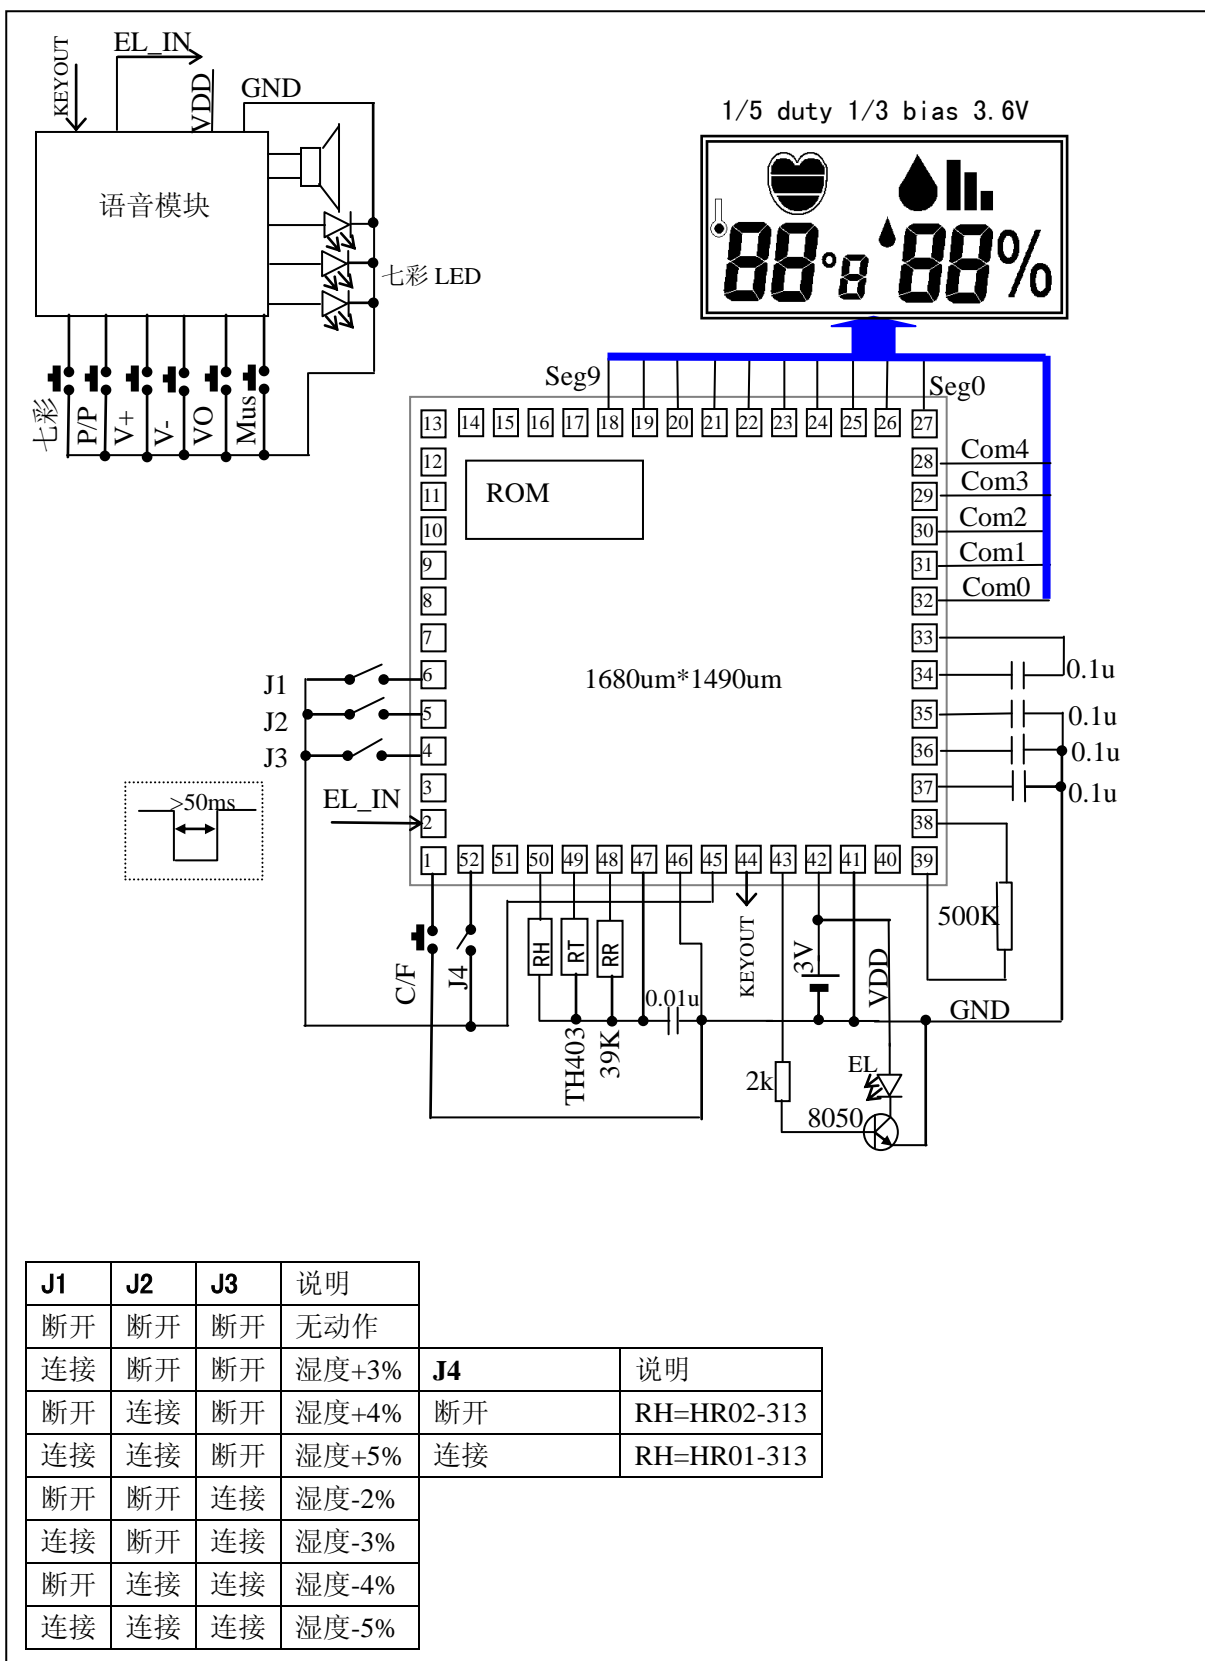 KEYOUT
EL_IN
VDD
GND
语音模块
七彩 LED
七彩
P/P
V+
V-
VO
Mus
1/5 duty 1/3 bias 3.6V
88°8 88%
Seg9
Seg0
13 14 15 16 17 18 19 20 21 22 23 24 25 26 27
12
11
10
9
8
7
6
5
4
3
2
1
ROM
1680um*1490um
28
29
30
31
32
33
34
35
36
37
38
39
Com4
Com3
Com2
Com1
Com0
0.1u
0.1u
0.1u
0.1u
J1
J2
J3
>50ms
EL_IN
52 51 50 49 48 47 46 45 44 43 42 41 40
500K
C/F
J4
RH
RT
RR
TH403
39K
0.01u
KEYOUT
3V
VDD
GND
2k
EL
8050
J1 J2 J3 说明
断开 断开 断开 无动作
连接 断开 断开 湿度+3% J4 说明
断开 连接 断开 湿度+4% 断开 RH=HR02-313
连接 连接 断开 湿度+5% 连接 RH=HR01-313
断开 断开 连接 湿度-2%
连接 断开 连接 湿度-3%
断开 连接 连接 湿度-4%
连接 连接 连接 湿度-5%